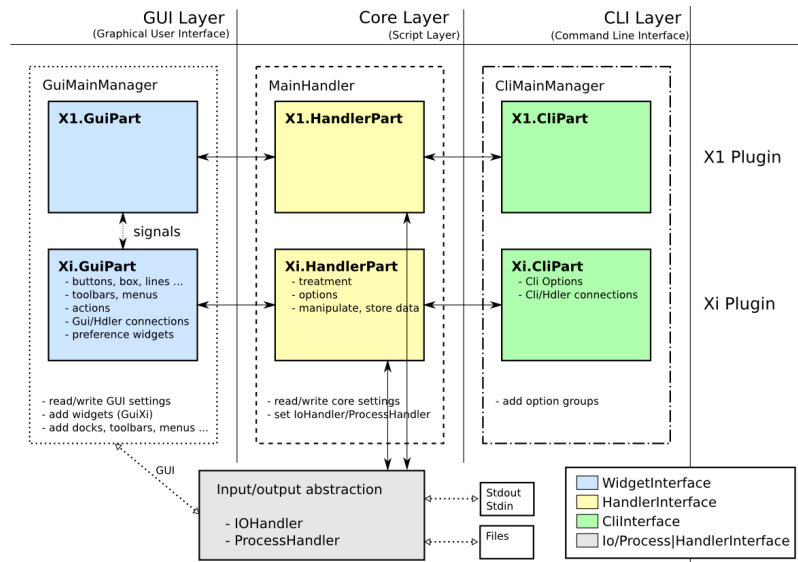 GUI Layer
(Graphical User Interface)
Core Layer
(Script Layer)
CLI Layer
(Command Line Interface)
GuiMainManager
MainHandler
CliMainManager
X1.GuiPart
X1.HandlerPart
X1.CliPart
X1 Plugin
signals
Xi.GuiPart
- buttons, box, lines ...
- toolbars, menus
- actions
- Gui/Hdler connections
- preference widgets
Xi.HandlerPart
- treatment
- options
- manipulate, store data
Xi.CliPart
- Cli Options
- Cli/Hdler connections
Xi Plugin
- read/write GUI settings
- add widgets (GuiXi)
- add docks, toolbars, menus ...
- read/write core settings
- set IoHandler/ProcessHandler
- add option groups
GUI
Input/output abstraction
- IOHandler
- ProcessHandler
Stdout
Stdin
Files
WidgetInterface
HandlerInterface
CliInterface
Io/Process|HandlerInterface